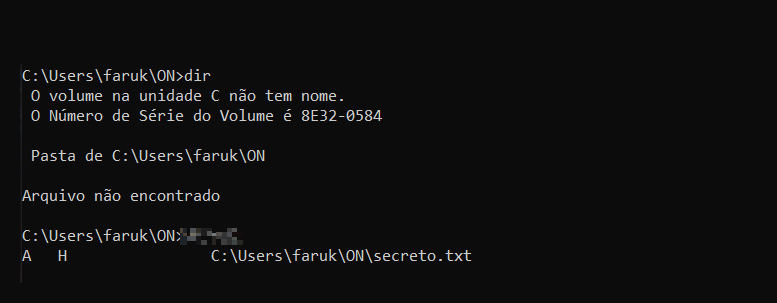 C:\Users\faruk\ON>dir
O volume na unidade C não tem nome.
O Número de Série do Volume é 8E32-0584
Pasta de C:\Users\faruk\ON
Arquivo não encontrado
C:\Users\faruk\ON>
A   H                    C:\Users\faruk\ON\secreto.txt